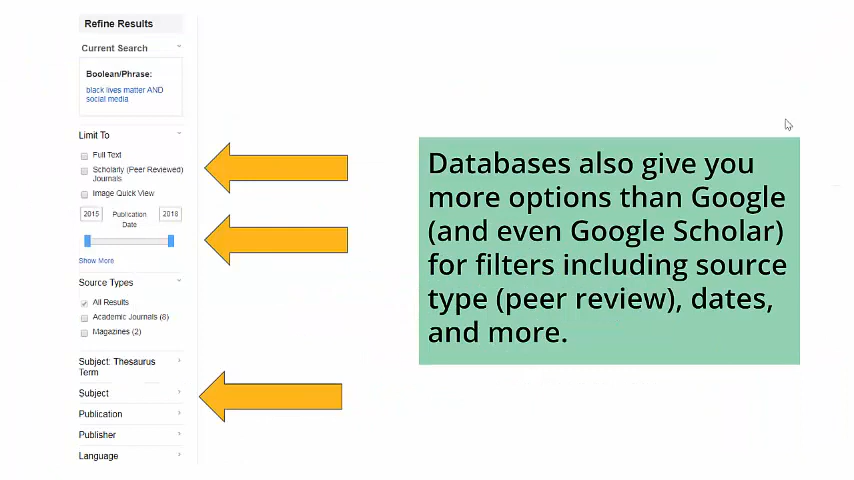 Refine Results
Current Search
Boolean/Phrase:
black lives matter AND
social media
Limit To
Full Text
Scholarly (Peer Reviewed)
Journals
Image Quick View
2015 Publication 2018
Date
Show More
Source Types
All Results
Academic Journals (8)
Magazines (2)
Subject: Thesaurus
Term
Subject
Publication
Publisher
Language
Databases also give you
more options than Google
(and even Google Scholar)
for filters including source
type (peer review), dates,
and more.